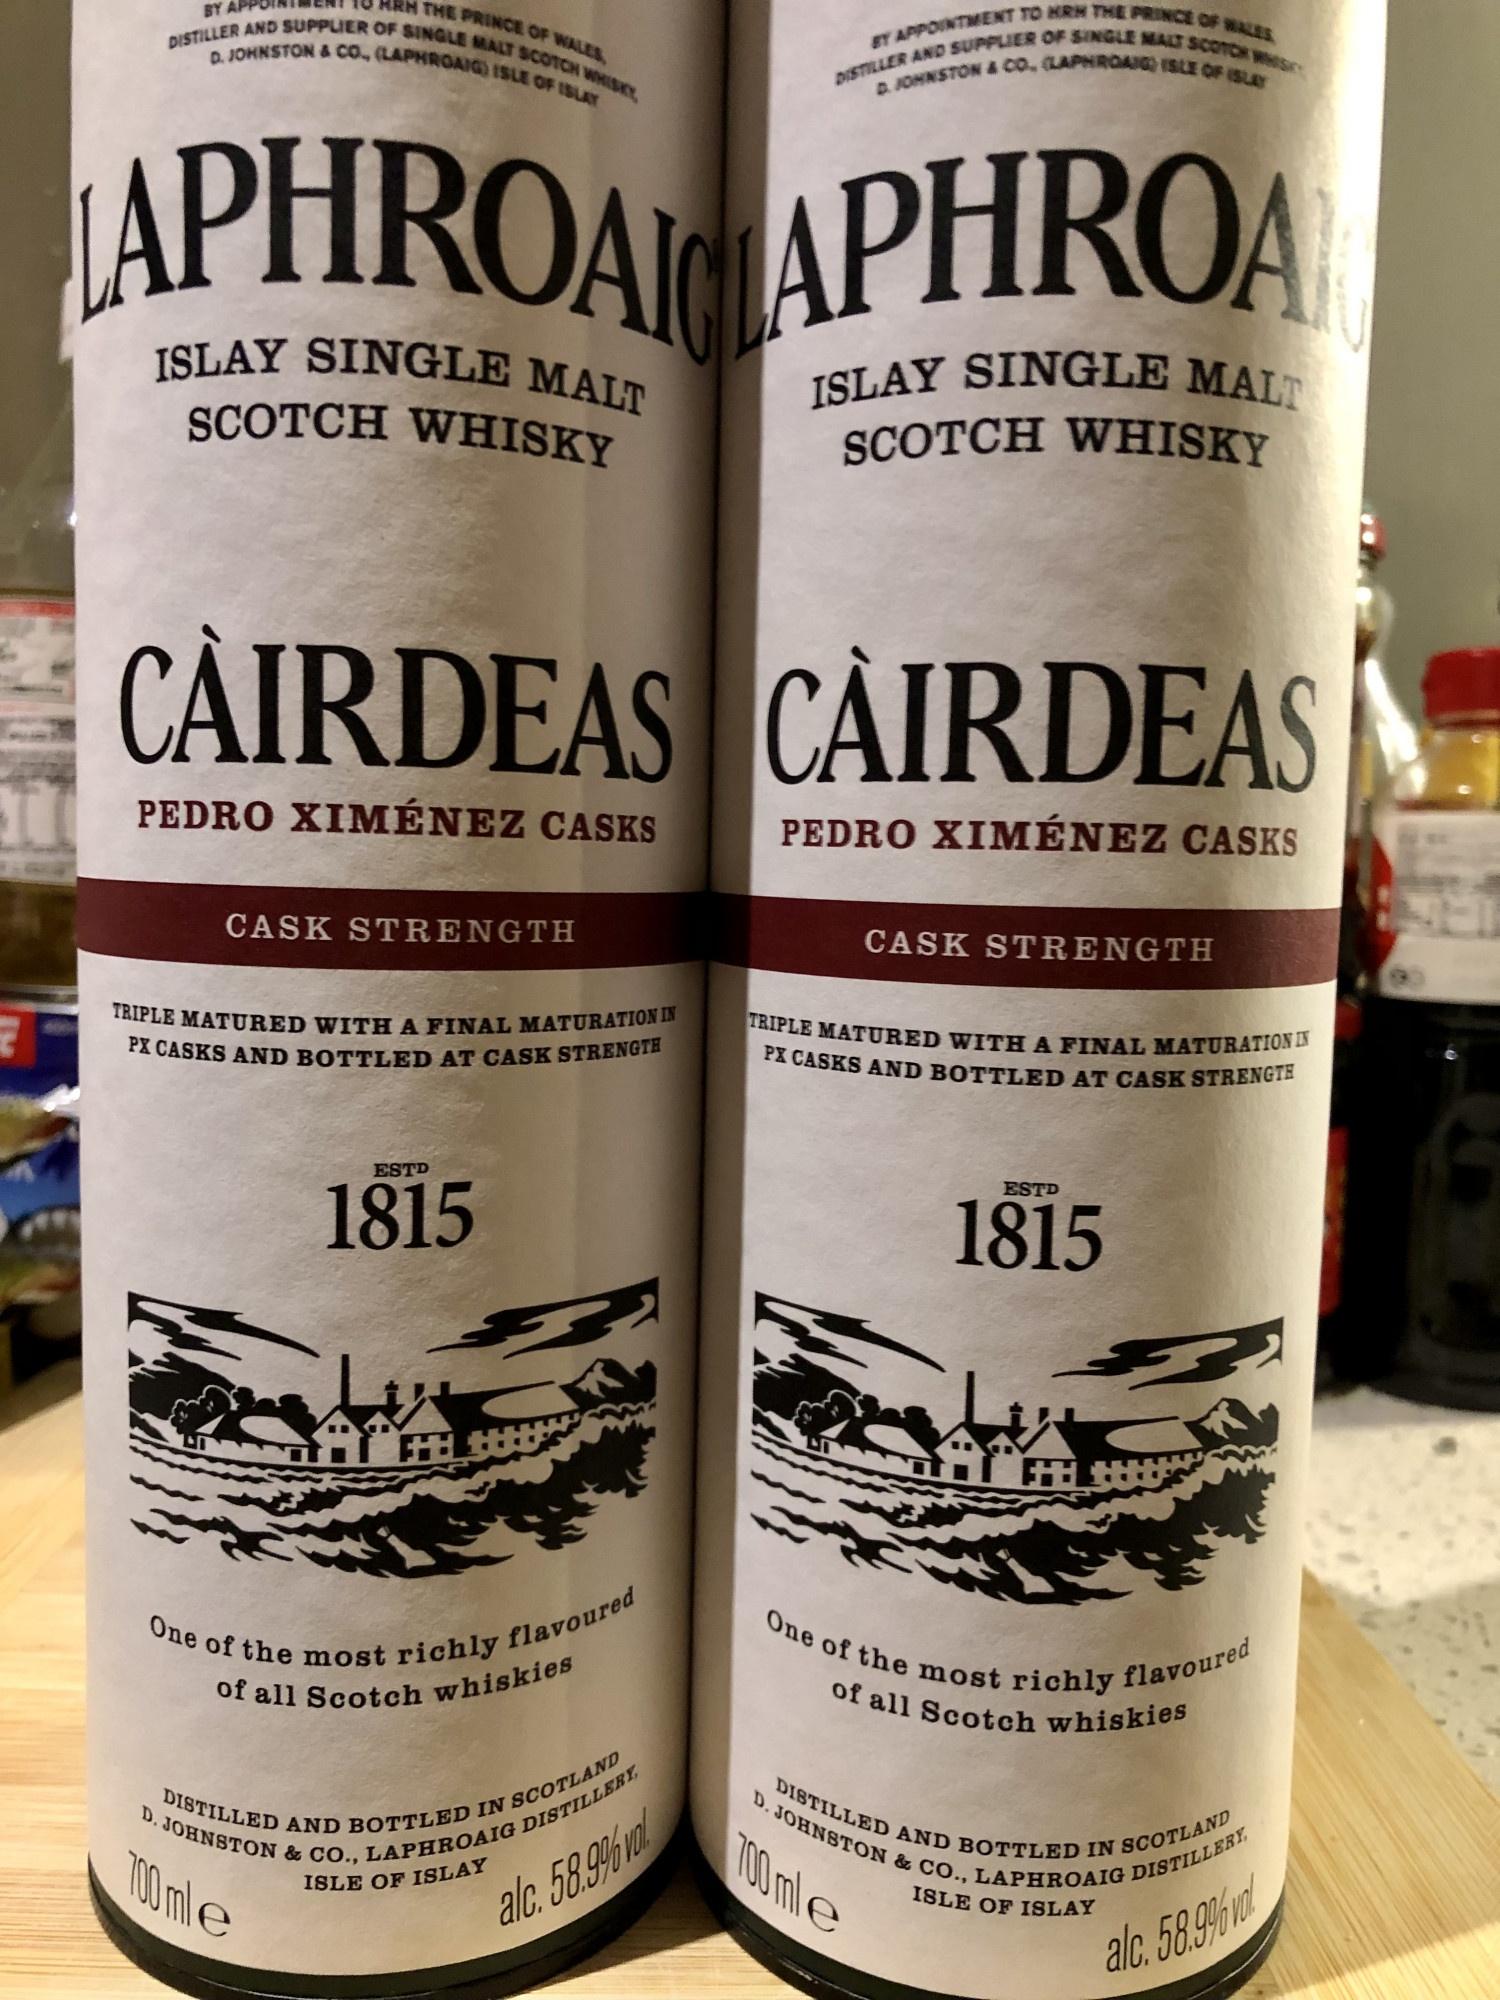 BY APPOINTMENT TO HRH THE PRINCE OF WALES,
DISTILLER AND SUPPLIER OF SINGLE MALT SCOTCH WHISKY,
D. JOHNSTON & CO., (LAPHROAIG) ISLE OF ISLAY
LAPHROAIG
ISLAY SINGLE MALT
SCOTCH WHISKY
CÀIRDEAS
PEDRO XIMÉNEZ CASKS
CASK STRENGTH
TRIPLE MATURED WITH A FINAL MATURATION IN
PX CASKS AND BOTTLED AT CASK STRENGTH
ESTD
1815
One of the most richly flavoured
of all Scotch whiskies
DISTILLED AND BOTTLED IN SCOTLAND
D. JOHNSTON & CO., LAPHROAIG DISTILLERY,
ISLE OF ISLAY
700 ml e
alc. 58.9% vol.
BY APPOINTMENT TO HRH THE PRINCE OF WALES,
DISTILLER AND SUPPLIER OF SINGLE MALT SCOTCH WHISKY,
D. JOHNSTON & CO., (LAPHROAIG) ISLE OF ISLAY
LAPHROAIG
ISLAY SINGLE MALT
SCOTCH WHISKY
CÀIRDEAS
PEDRO XIMÉNEZ CASKS
CASK STRENGTH
TRIPLE MATURED WITH A FINAL MATURATION IN
PX CASKS AND BOTTLED AT CASK STRENGTH
ESTD
1815
One of the most richly flavoured
of all Scotch whiskies
DISTILLED AND BOTTLED IN SCOTLAND
D. JOHNSTON & CO., LAPHROAIG DISTILLERY,
ISLE OF ISLAY
700 ml e
alc. 58.9% vol.